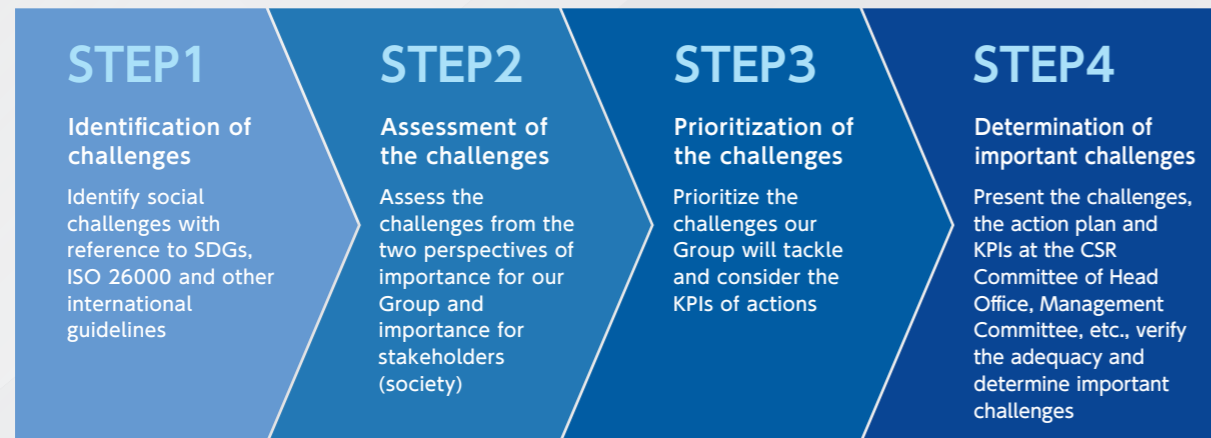 STEP1
Identification of
challenges
Identify social
challenges with
reference to SDGs,
ISO 26000 and other
international
guidelines
STEP2
Assessment of
the challenges
Assess the
challenges from the
two perspectives of
importance for our
Group and
importance for
stakeholders
(society)
STEP3
Prioritization of
the challenges
Prioritize the
challenges our
Group will tackle
and consider the
KPIs of actions
STEP4
Determination of
important challenges
Present the challenges,
the action plan and
KPIs at the CSR
Committee of Head
Office, Management
Committee, etc., verify
the adequacy and
determine important
challenges